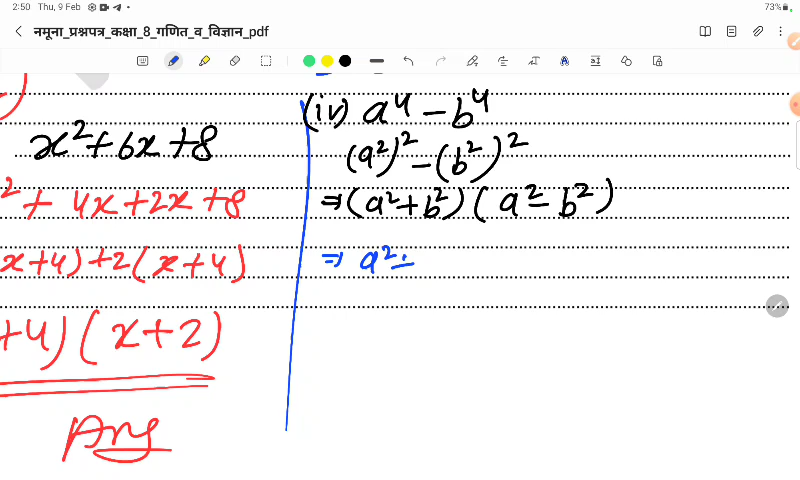 2:50 Thu, 9 Feb
73%
नमूना_प्रश्नपत्र_कक्षा_8_गणित_व_विज्ञान_pdf
x²+6x+8
² + 4x+2x+8
x+4)+2(x+4)
+4)(x+2)
Ans
(iv) a⁴ - b⁴
(a²)² - (b²)²
⇒ (a²+b²)(a²-b²)
⇒ a²